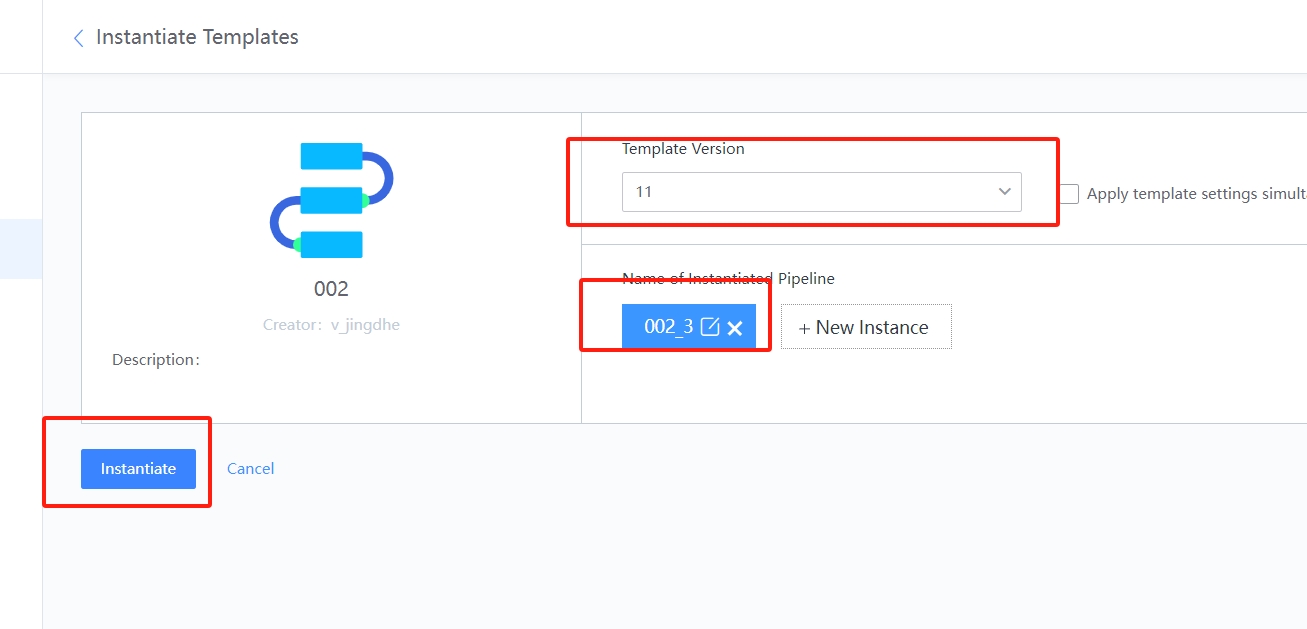 Instantiate Templates
002
Creator: v_jingdhe
Description:
Template Version
11
Apply template settings
Name of Instantiated Pipeline
002_3
+ New Instance
Instantiate
Cancel